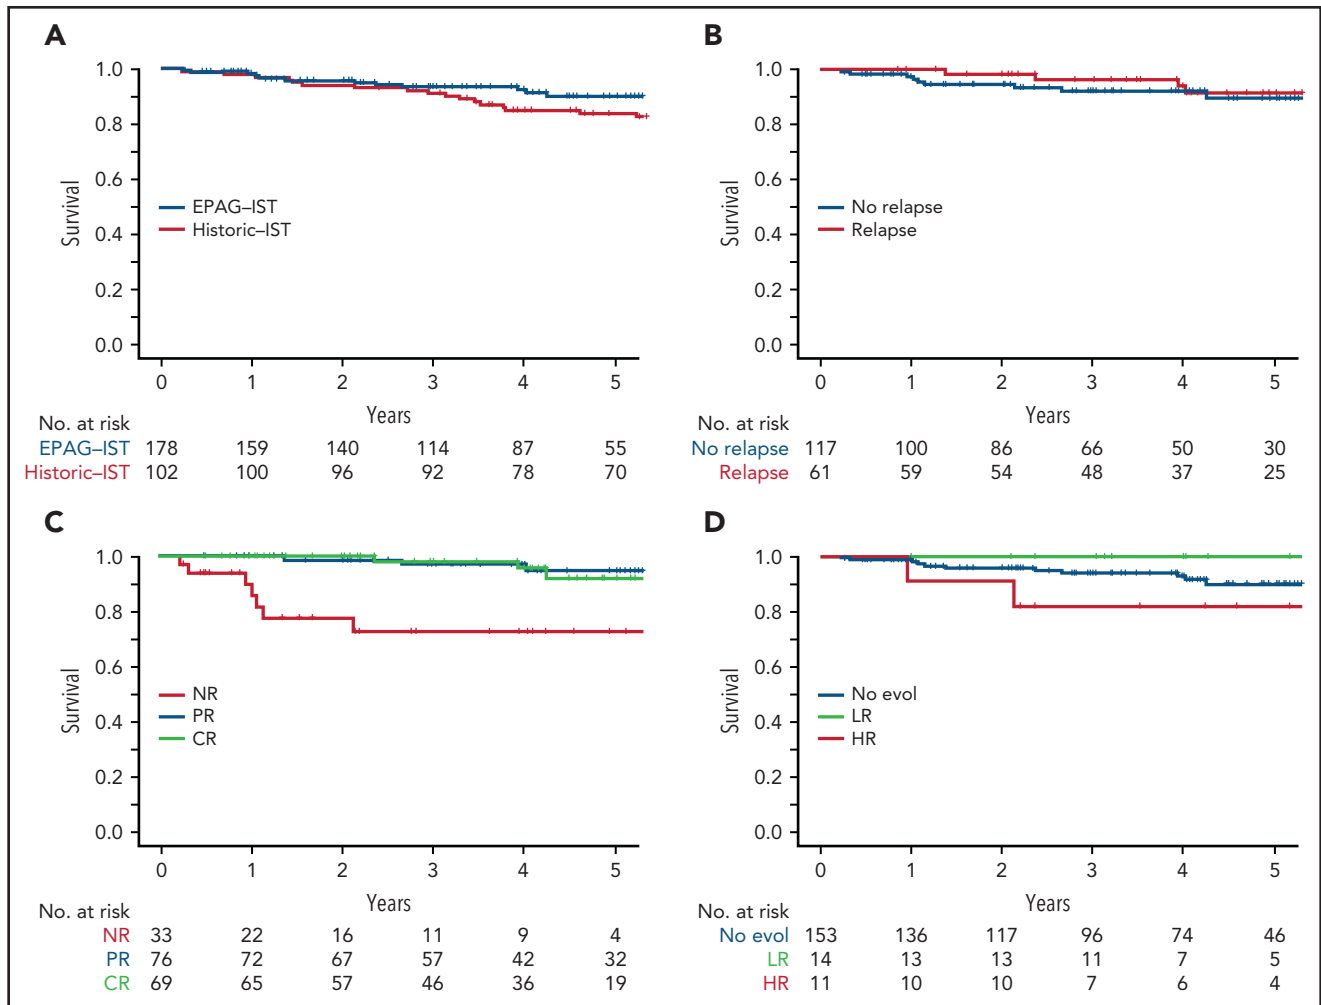 A
1.0
0.8
0.6
0.4
0.2
0.0
Survival
EPAG–IST
Historic–IST
0 1 2 3 4 5
Years
No. at risk
EPAG–IST 178 159 140 114 87 55
Historic–IST 102 100 96 92 78 70
B
1.0
0.8
0.6
0.4
0.2
0.0
Survival
No relapse
Relapse
0 1 2 3 4 5
Years
No. at risk
No relapse 117 100 86 66 50 30
Relapse 61 59 54 48 37 25
C
1.0
0.8
0.6
0.4
0.2
0.0
Survival
NR
PR
CR
0 1 2 3 4 5
Years
No. at risk
NR 33 22 16 11 9 4
PR 76 72 67 57 42 32
CR 69 65 57 46 36 19
D
1.0
0.8
0.6
0.4
0.2
0.0
Survival
No evol
LR
HR
0 1 2 3 4 5
Years
No. at risk
No evol 153 136 117 96 74 46
LR 14 13 13 11 7 5
HR 11 10 10 7 6 4